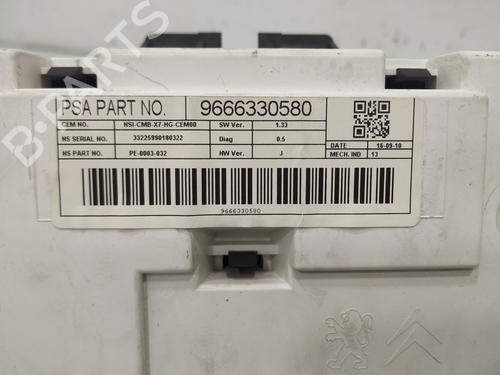 PSA PART NO. 9666330580
CEM NO. NSI-CMB-X7-HG-CEM00 SW Ver. 1.33
NS SERIAL NO. 33225990180322 Diag 0.5
NS PART NO. PE-0003-032 HW Ver. J
DATE 16-09-10
MECH. IND 13
9666330580
B-PARTS